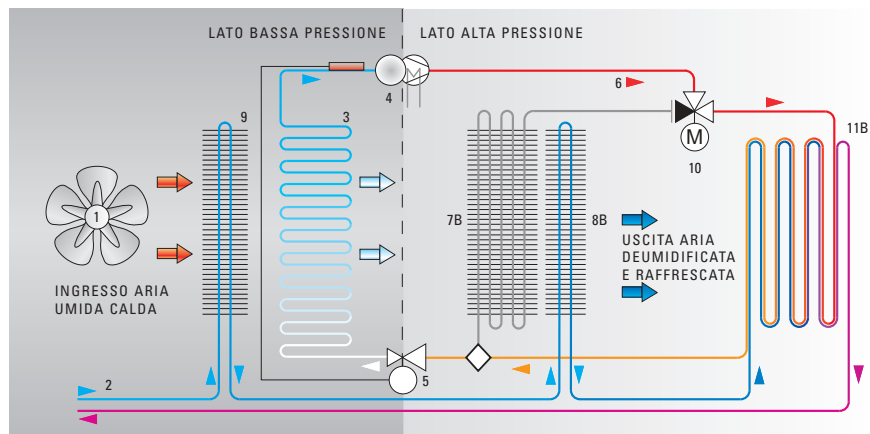 LATO BASSA PRESSIONE
LATO ALTA PRESSIONE
4
M
6
9
3
10
M
11B
1
7B
8B
USCITA ARIA
DEUMIDIFICATA
E RAFFRESCATA
INGRESSO ARIA
UMIDA CALDA
2
5